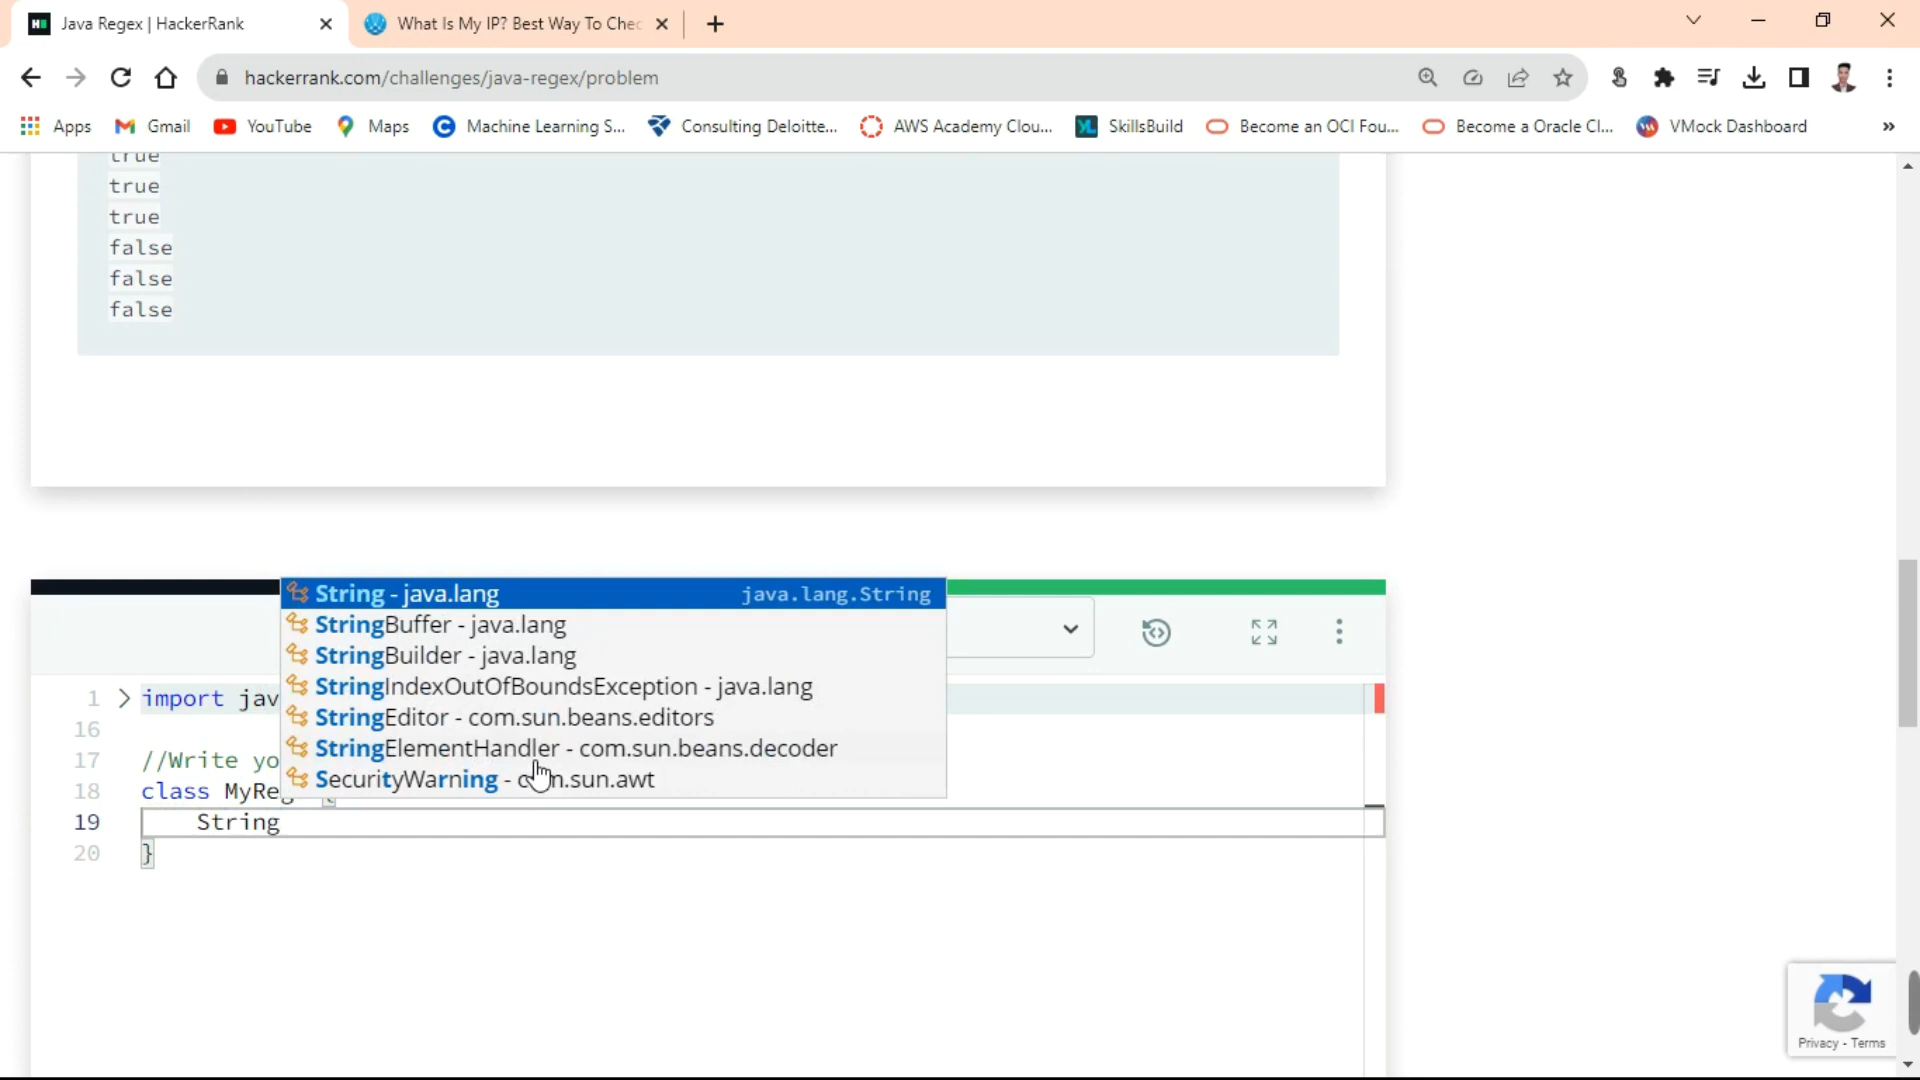 Java Regex | HackerRank
What Is My IP? Best Way To Chec
hackerrank.com/challenges/java-regex/problem
Apps
Gmail
YouTube
Maps
Machine Learning S...
Consulting Deloitte...
AWS Academy Clou...
SkillsBuild
Become an OCI Fou...
Become a Oracle Cl...
VMock Dashboard
»
true
true
true
false
false
false
String - java.lang java.lang.String
StringBuffer - java.lang
StringBuilder - java.lang
StringIndexOutOfBoundsException - java.lang
StringEditor - com.sun.beans.editors
StringElementHandler - com.sun.beans.decoder
SecurityWarning - com.sun.awt
1 import jav
16
17 //Write yo
18 class MyReg {
19 String
20 }
Privacy - Terms